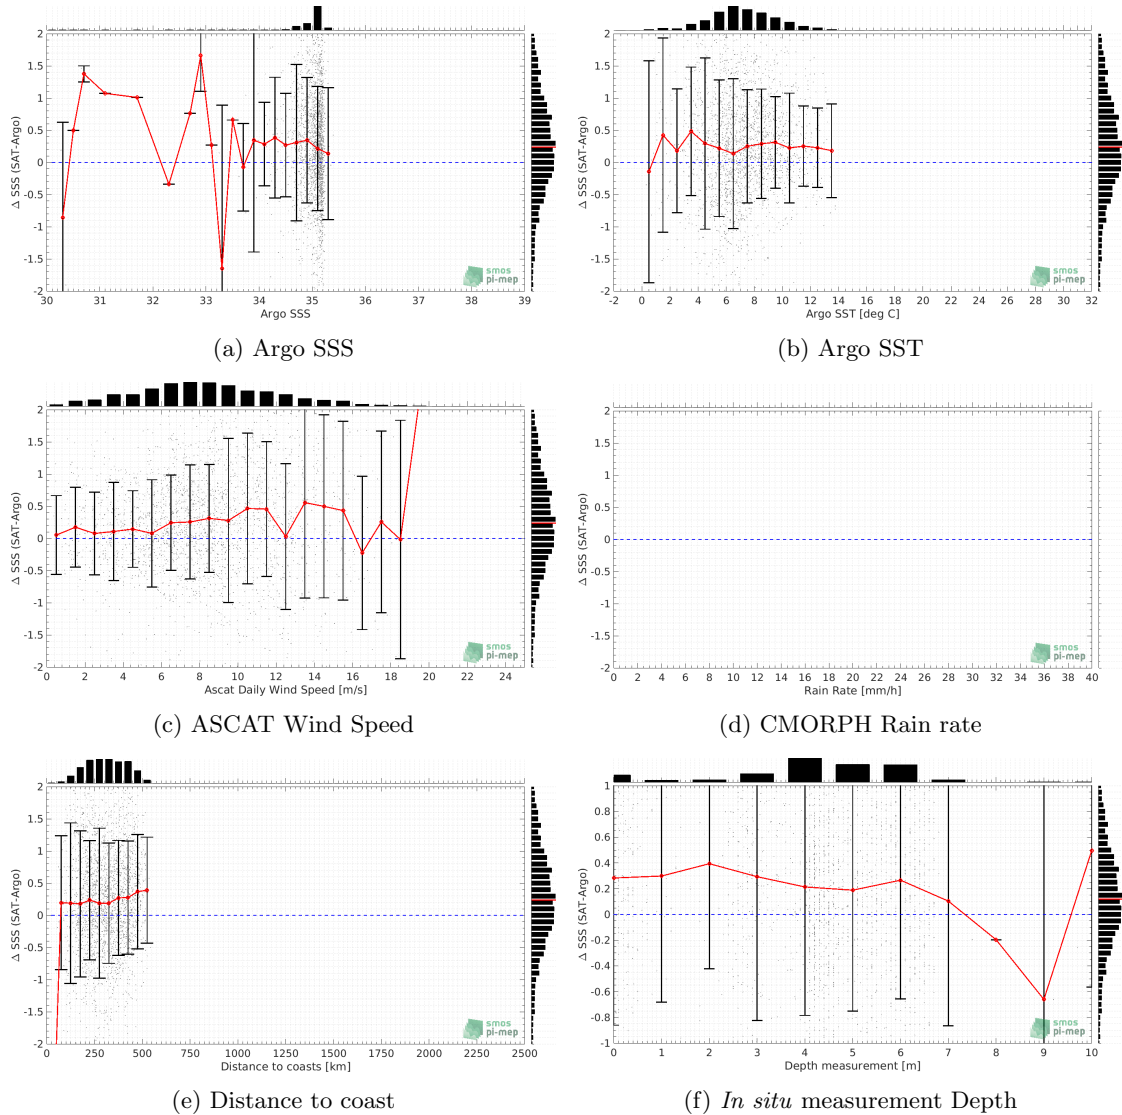 2
1.5
1
0.5
0
-0.5
-1
-1.5
-2
Δ SSS (SAT-Argo)
30 31 32 33 34 35 36 37 38 39
Argo SSS
smos
pi-mep
(a) Argo SSS
2
1.5
1
0.5
0
-0.5
-1
-1.5
-2
Δ SSS (SAT-Argo)
-2 0 2 4 6 8 10 12 14 16 18 20 22 24 26 28 30 32
Argo SST [deg C]
smos
pi-mep
(b) Argo SST
2
1.5
1
0.5
0
-0.5
-1
-1.5
-2
Δ SSS (SAT-Argo)
0 2 4 6 8 10 12 14 16 18 20 22 24
Ascat Daily Wind Speed [m/s]
smos
pi-mep
(c) ASCAT Wind Speed
2
1.5
1
0.5
0
-0.5
-1
-1.5
-2
Δ SSS (SAT-Argo)
0 2 4 6 8 10 12 14 16 18 20 22 24 26 28 30 32 34 36 38 40
Rain Rate [mm/h]
smos
pi-mep
(d) CMORPH Rain rate
2
1.5
1
0.5
0
-0.5
-1
-1.5
-2
Δ SSS (SAT-Argo)
0 250 500 750 1000 1250 1500 1750 2000 2250 2500
Distance to coasts [km]
smos
pi-mep
(e) Distance to coast
1
0.8
0.6
0.4
0.2
0
-0.2
-0.4
-0.6
-0.8
-1
Δ SSS (SAT-Argo)
0 1 2 3 4 5 6 7 8 9 10
Depth measurement [m]
smos
pi-mep
(f) In situ measurement Depth